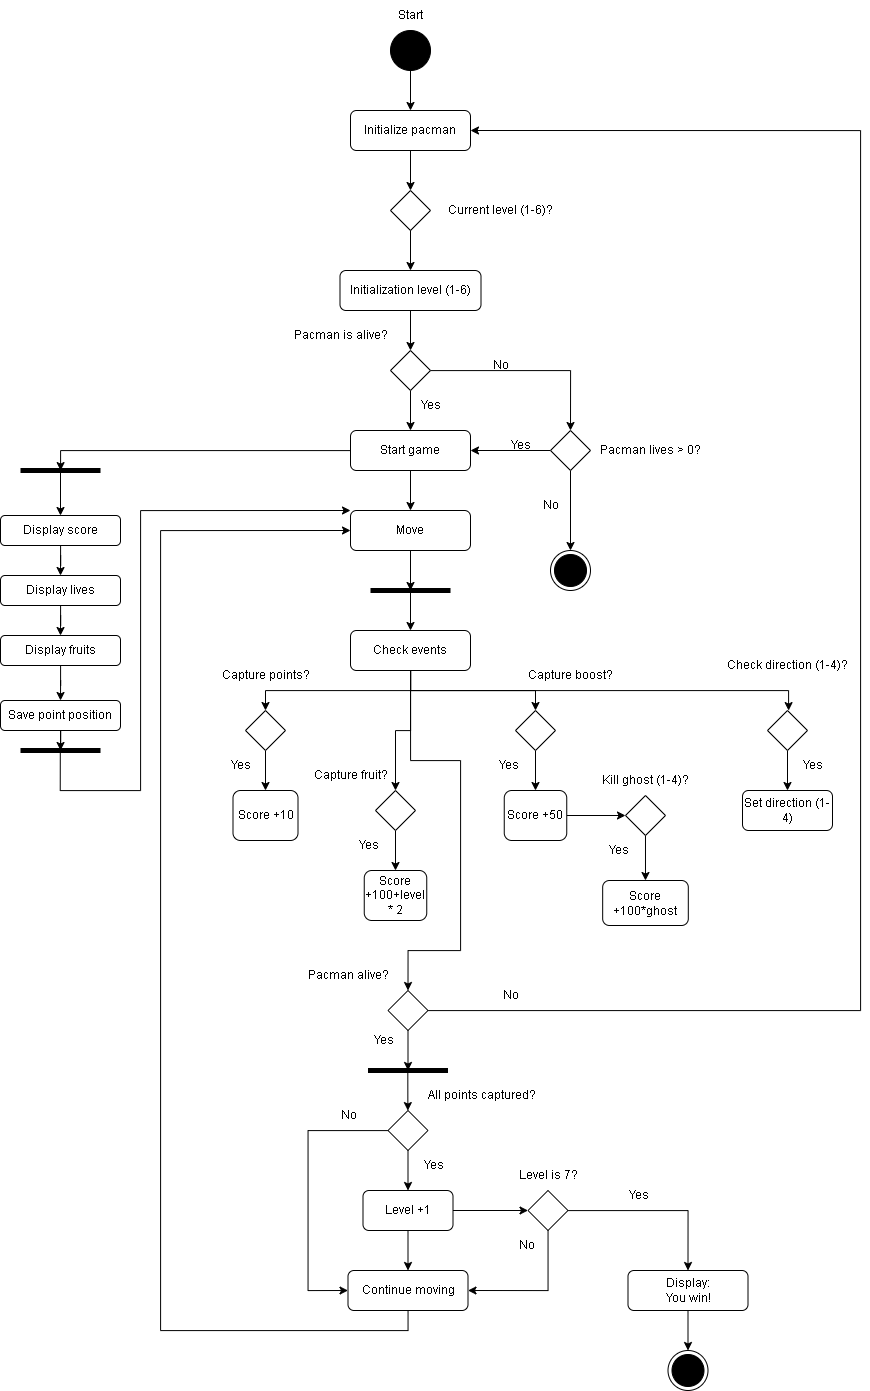 Start
Initialize pacman
Current level (1-6)?
Initialization level (1-6)
Pacman is alive?
No
Yes
Start game
Yes
Pacman lives > 0?
No
Display score
Move
Display lives
Display fruits
Check events
Save point position
Capture points?
Capture boost?
Check direction (1-4)?
Yes
Capture fruit?
Yes
Kill ghost (1-4)?
Yes
Score +10
Score +50
Set direction (1-
4)
Yes
Yes
Score
+100+level
* 2
Score
+100*ghost
Pacman alive?
No
Yes
All points captured?
No
Yes
Level is 7?
Yes
Level +1
No
Continue moving
Display:
You win!